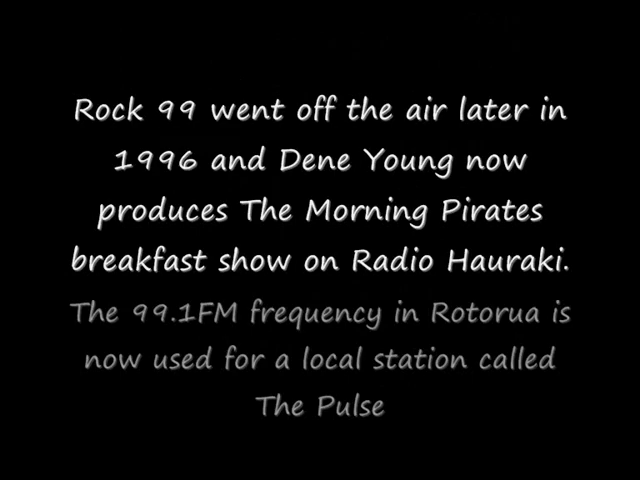 Rock 99 went off the air later in
1996 and Dene Young now
produces The Morning Pirates
breakfast show on Radio Hauraki.
The 99.1FM frequency in Rotorua is
now used for a local station called
The Pulse